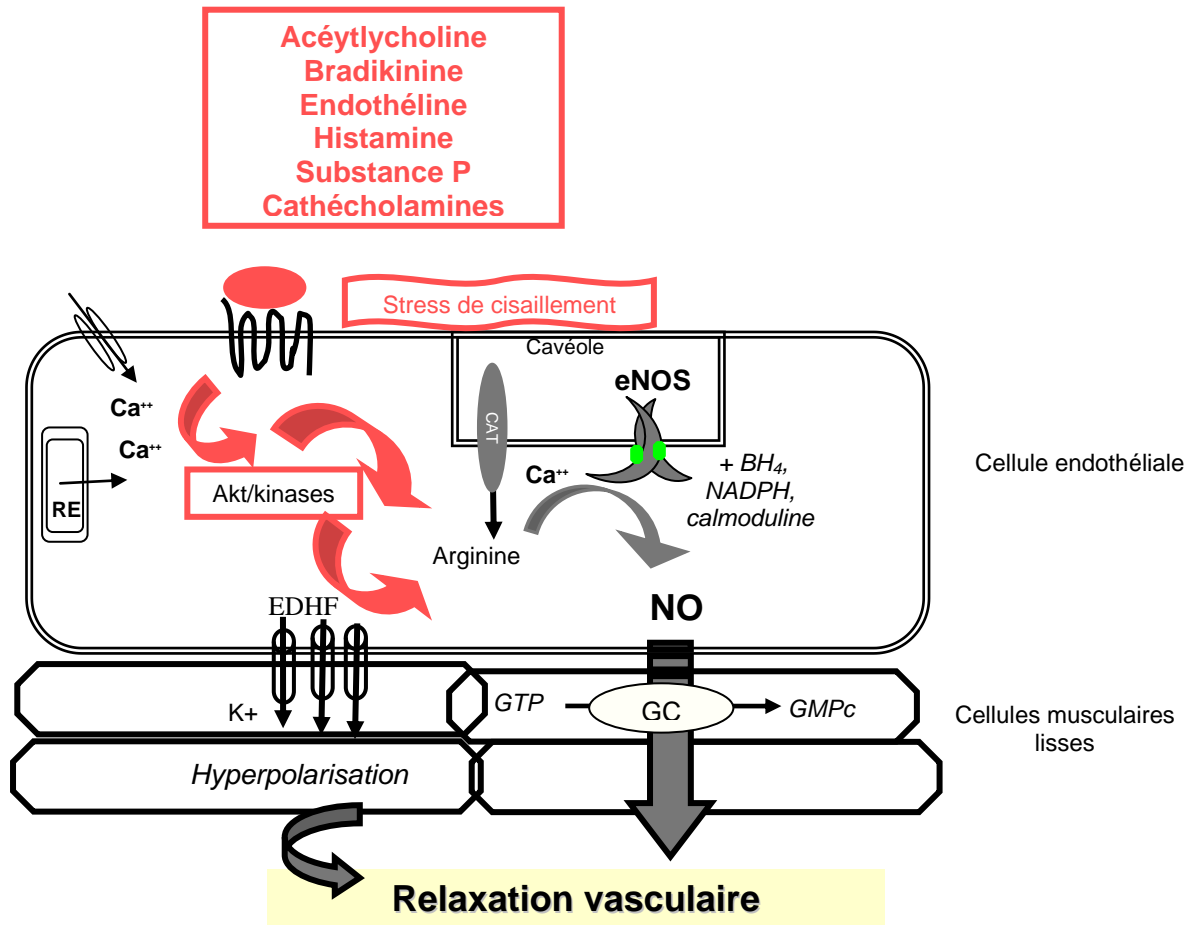 Acéytlycholine
Bradikinine
Endothéline
Histamine
Substance P
Cathécholamines
Stress de cisaillement
Cavéole
eNOS
CAT
Ca++
Ca++
RE
Akt/kinases
Ca++
+ BH4,
NADPH,
calmoduline
Arginine
Cellule endothéliale
EDHF
NO
K+
GTP
GC
GMPc
Cellules musculaires
lisses
Hyperpolarisation
Relaxation vasculaire